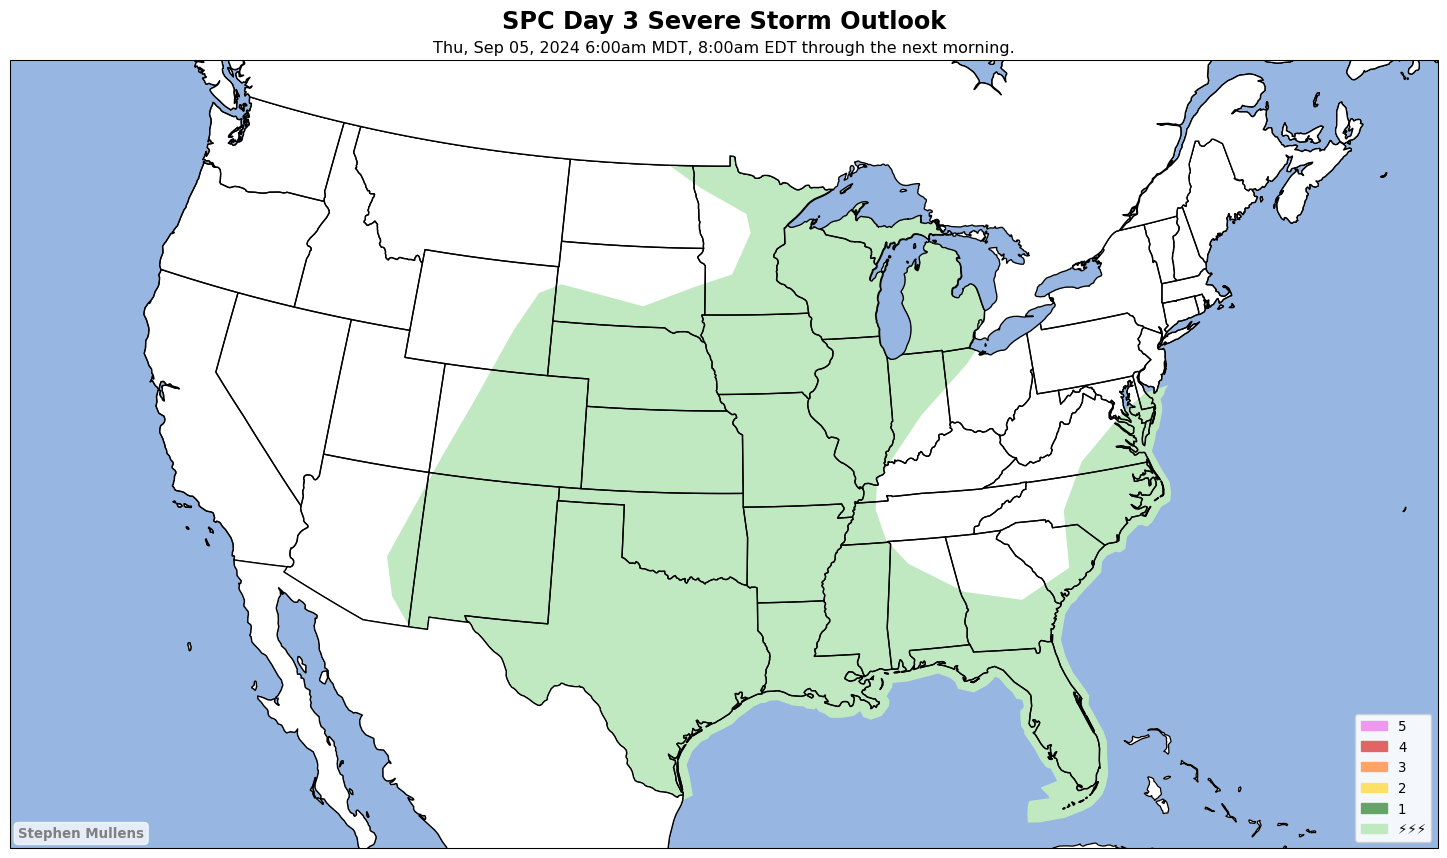 SPC Day 3 Severe Storm Outlook
Thu, Sep 05, 2024 6:00am MDT, 8:00am EDT through the next morning.
5
4
3
2
1
⚡⚡⚡
Stephen Mullens